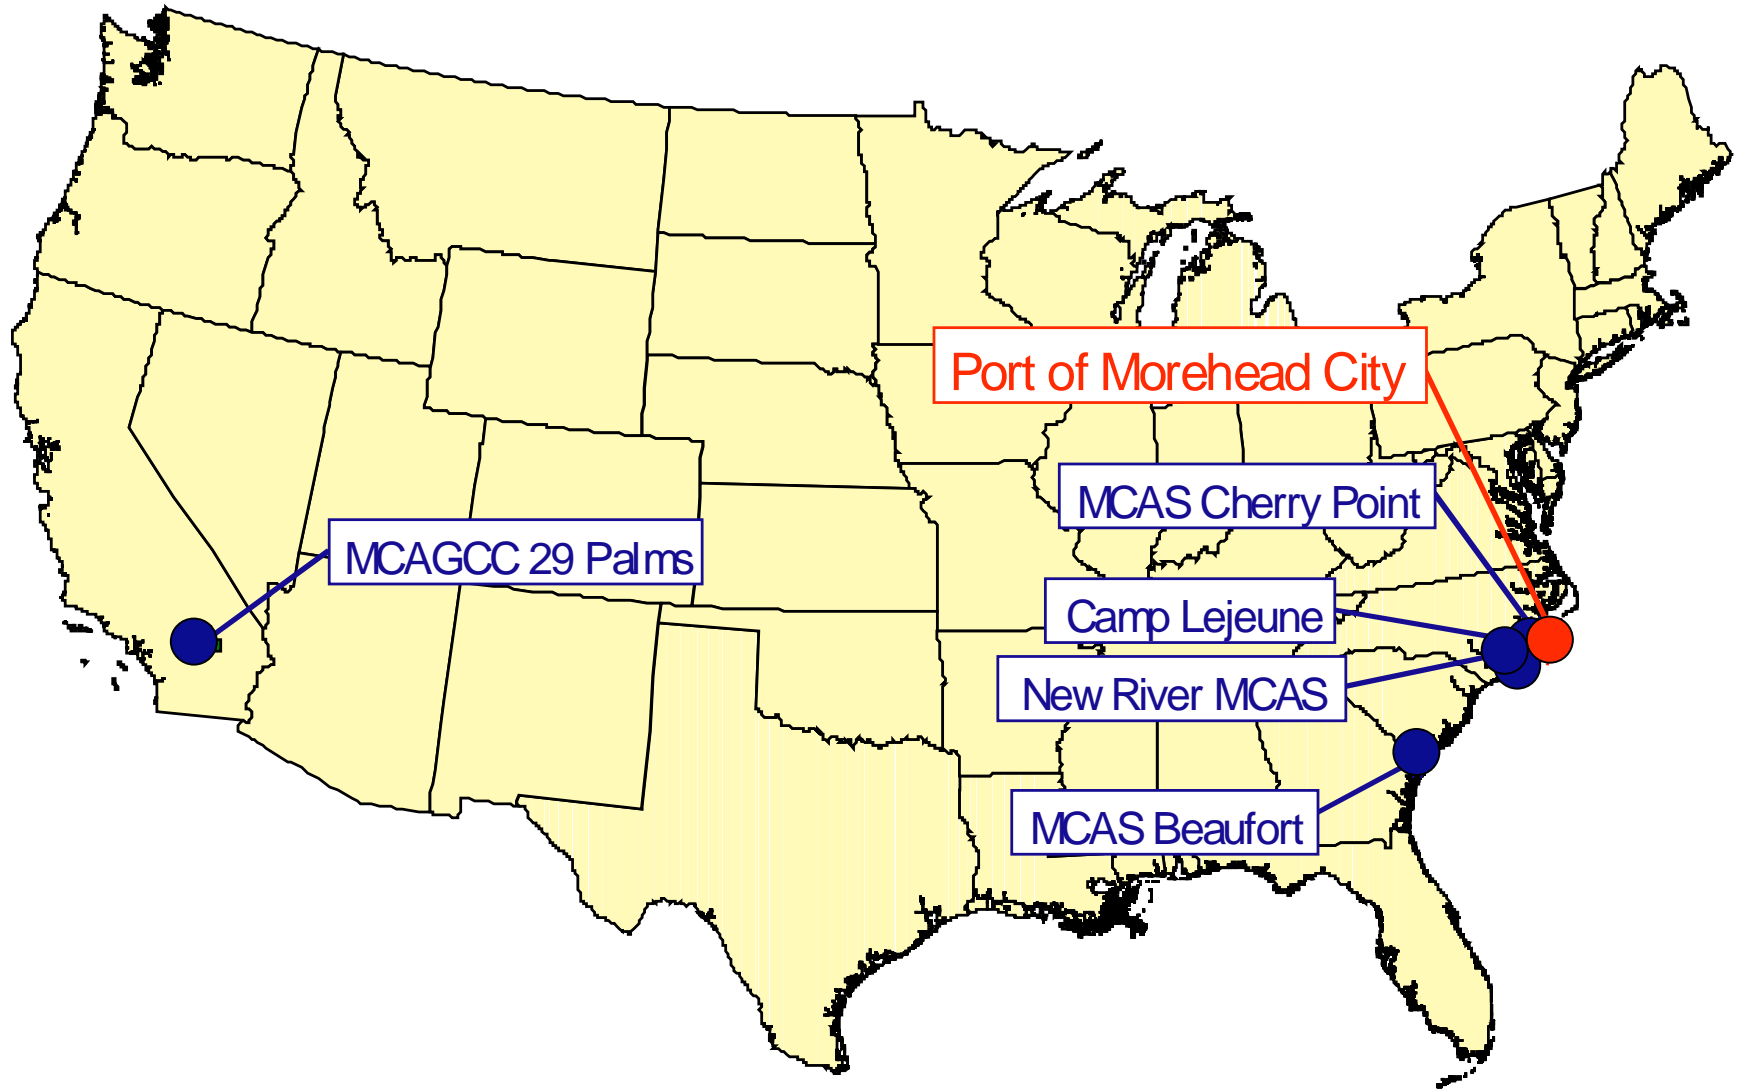 Port of Morehead City
MCAS Cherry Point
MCAGCC 29 Palms
Camp Lejeune
New River MCAS
MCAS Beaufort